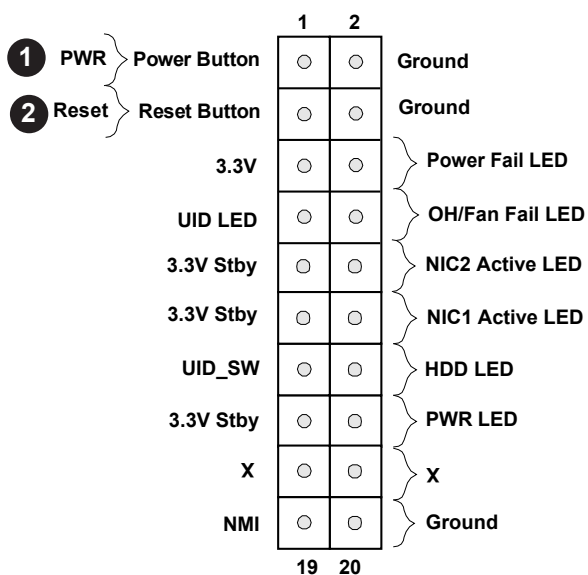 1 2
1 PWR Power Button Ground
2 Reset Reset Button Ground
3.3V Power Fail LED
UID LED OH/Fan Fail LED
3.3V Stby NIC2 Active LED
3.3V Stby NIC1 Active LED
UID_SW HDD LED
3.3V Stby PWR LED
X X
NMI Ground
19 20